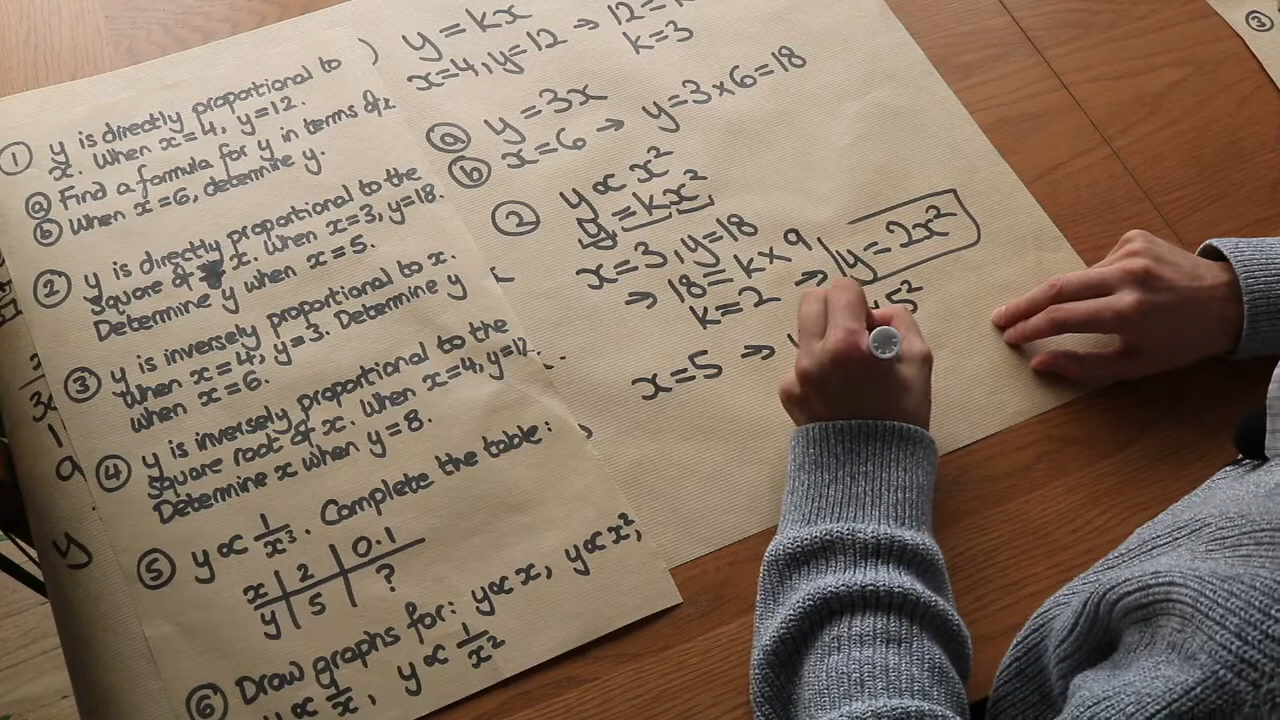 ① y is directly proportional to
x. When x=4, y=12.
ⓐ Find a formula for y in terms of x
ⓑ When x=6, determine y.
② y is directly proportional to the
square of x. When x=3, y=18.
Determine y when x=5.
③ y is inversely proportional to x.
When x=4, y=3. Determine y
when x=6.
④ y is inversely proportional to the
square root of x. When x=4, y=12.
Determine x when y=8.
⑤ y ∝ 1/x³. Complete the table:
x | 2 | 0.1
y | 5 | ?
⑥ Draw graphs for: y∝x, y∝x²,
y ∝ 1/x, y ∝ 1/x²
y=kx
x=4, y=12 → 12=
k=3
ⓐ y=3x
ⓑ x=6 → y=3×6=18
② y ∝ x²
y=kx²
x=3, y=18
→ 18=k×9
k=2 → y=2x²
x=5 → 5²
③
y